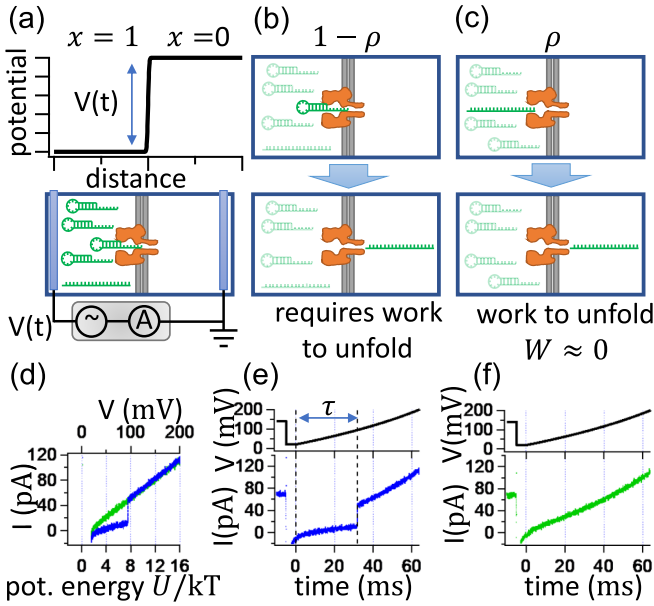 (a)
x = 1 x =0
potential
V(t)
distance
V(t)
~
A
(b)
1 − ρ
requires work
to unfold
(c)
ρ
work to unfold
W ≈ 0
(d)
V (mV)
0 100 200
I (pA)
120
80
40
0
0 4 8 12 16
pot. energy U/kT
(e)
τ
V(mV)
200
100
0
I(pA)
120
80
40
0
0 20 40 60
time (ms)
(f)
V(mV)
200
100
0
I(pA)
120
80
40
0
0 20 40 60
time (ms)